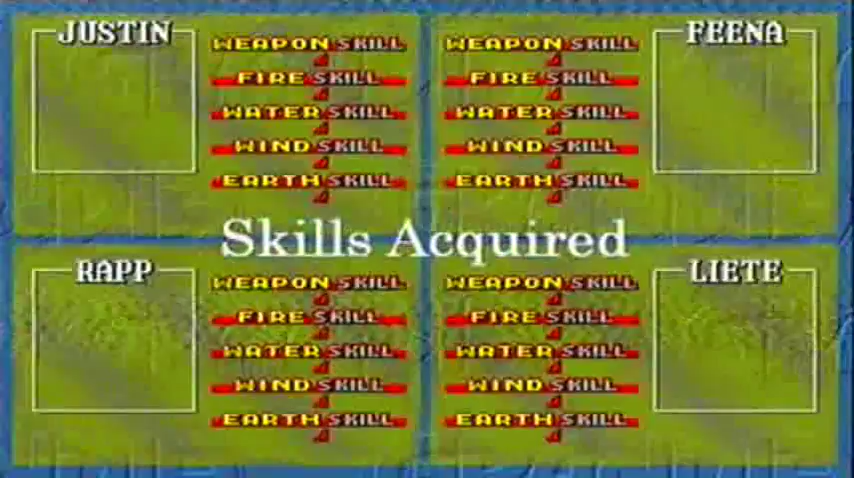 JUSTIN
WEAPON SKILL
FIRE SKILL
WATER SKILL
WIND SKILL
EARTH SKILL
WEAPON SKILL
FIRE SKILL
WATER SKILL
WIND SKILL
EARTH SKILL
FEENA
Skills Acquired
RAPP
WEAPON SKILL
FIRE SKILL
WATER SKILL
WIND SKILL
EARTH SKILL
WEAPON SKILL
FIRE SKILL
WATER SKILL
WIND SKILL
EARTH SKILL
LIETE